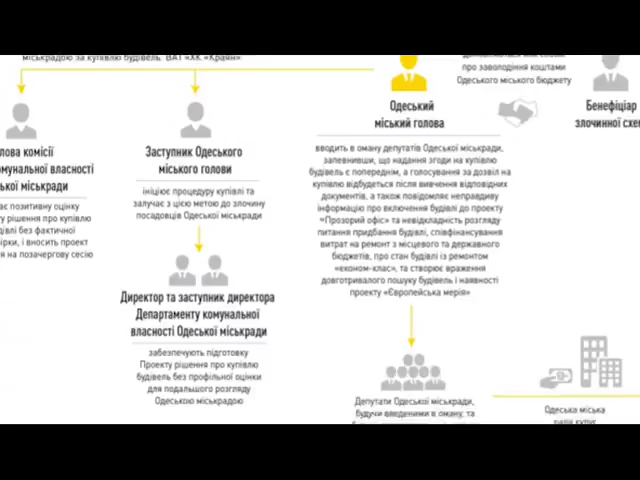 міськрадою за купівлю будівель ВАТ «ХК «Краян»
про заволодіння коштами
Одеського міського бюджету
Одеський
міський голова
Бенефіціар
злочинної
вводить в оману депутатів Одеської міськради,
запевнивши, що надання згоди на купівлю
будівель є попереднім, а голосування за дозвіл на
купівлю відбудеться після вивчення відповідних
документів, а також повідомляє неправдиву
інформацію про включення будівлі до проекту
«Прозорий офіс» та невідкладність розгляду
питання придбання будівлі, співфінансування
витрат на ремонт з місцевого та державного
бюджетів, про стан будівлі із ремонтом
«економ-клас», та створює враження
довготривалого пошуку будівель і наявності
проекту «Європейська мерія»
комісії
власності
міськради
позитивну оцінку
рішення про купівлю
без фактичної
і вносить проект
на позачергову сесію
Заступник Одеського
міського голови
ініціює процедуру купівлі та
залучає з цією метою до злочину
посадовців Одеської міськради
Директор та заступник директора
Департаменту комунальної
власності Одеської міськради
забезпечують підготовку
Проекту рішення про купівлю
будівель без профільної оцінки
для подальшого розгляду
Одеською міськрадою
Депутати Одеської міськради,
будучи введеними в оману, та
Одеська міська
рада купує